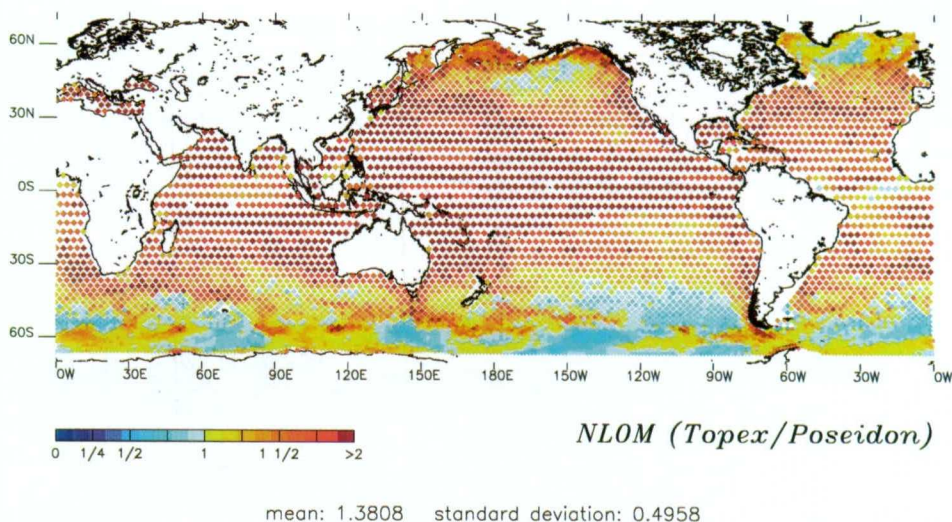 60N
30N
0S
30S
60S
0W 30E 60E 90E 120E 150E 180E 150W 120W 90W 60W 30W 0W
0 1/4 1/2 1 1 1/2 >2
NLOM (Topex/Poseidon)
mean: 1.3808 standard deviation: 0.4958